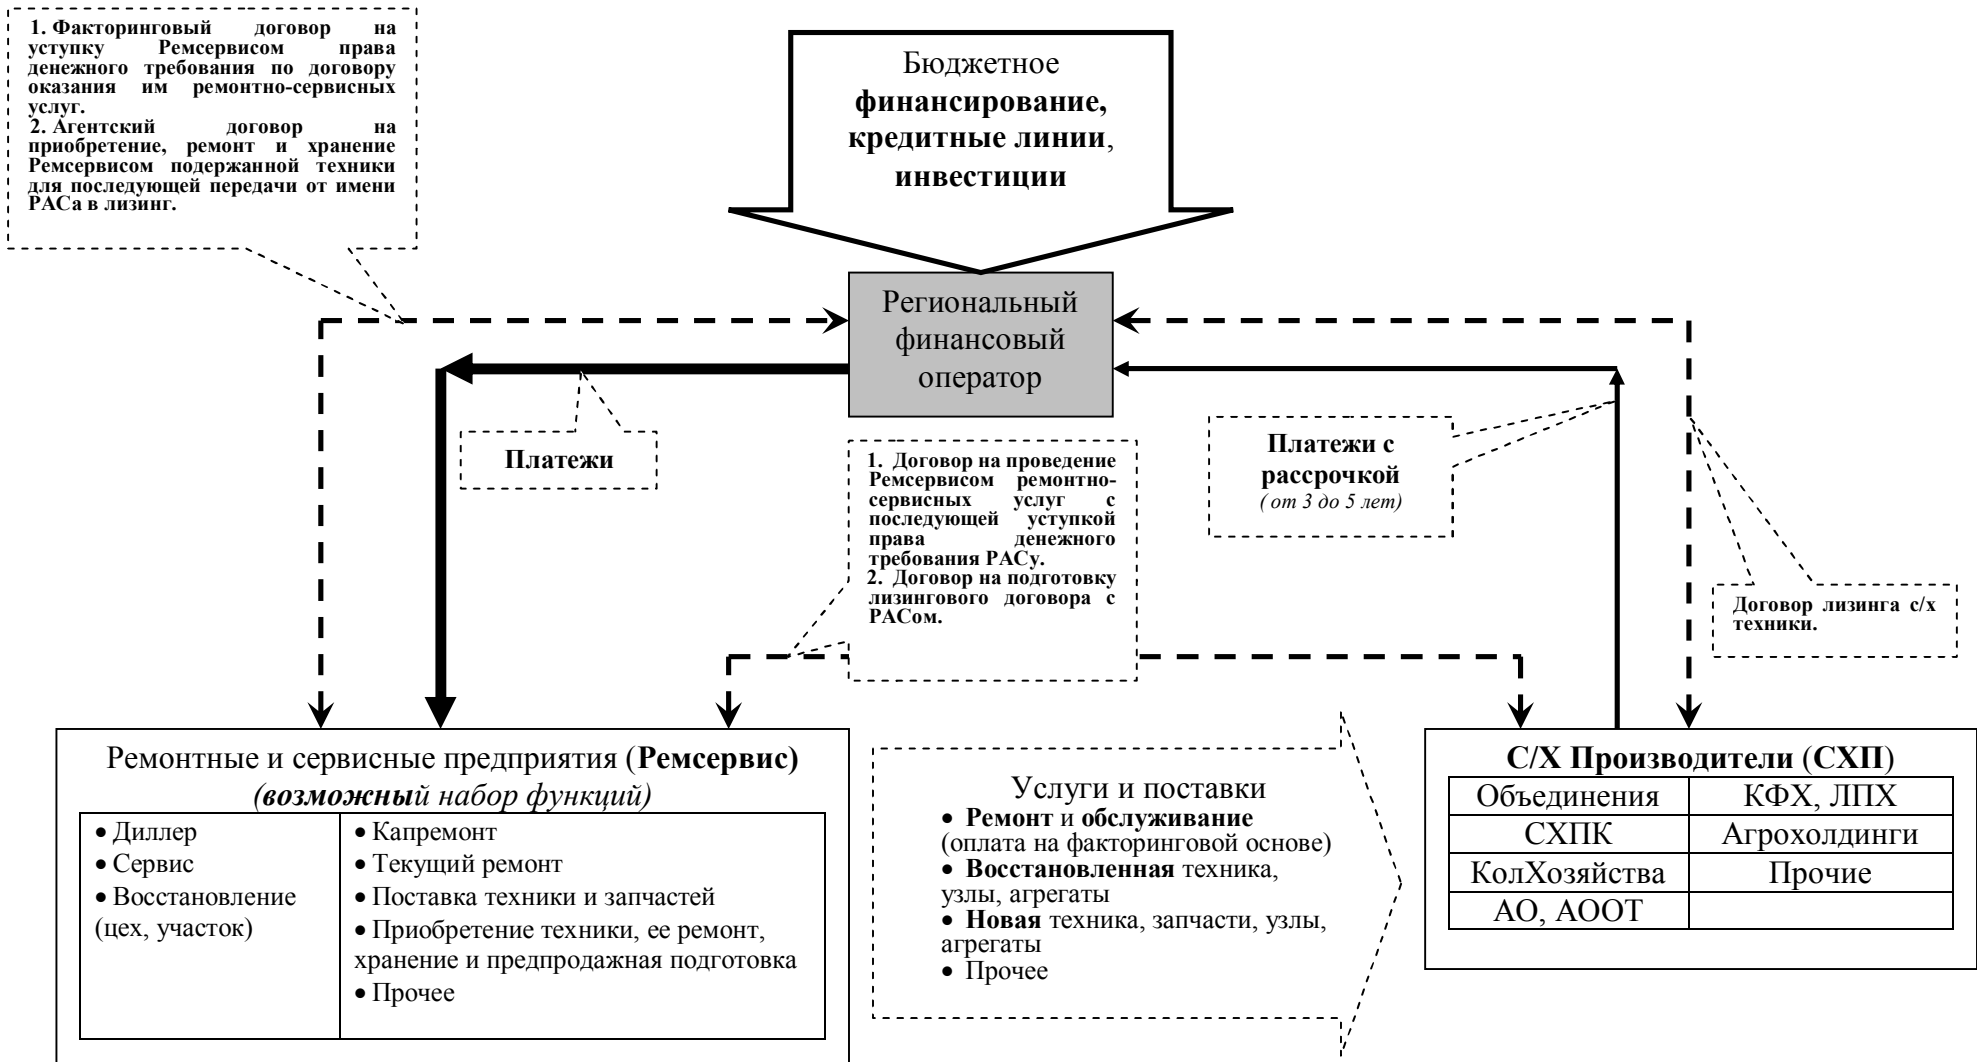 1. Факторинговый договор на
уступку Ремсервисом права
денежного требования по договору
оказания им ремонтно-сервисных
услуг.
2. Агентский договор на
приобретение, ремонт и хранение
Ремсервисом подержанной техники
для последующей передачи от имени
РАСа в лизинг.
Бюджетное
финансирование,
кредитные линии,
инвестиции
Региональный
финансовый
оператор
Платежи
1. Договор на проведение
Ремсервисом ремонтно-
сервисных услуг с
последующей уступкой
права денежного
требования РАСу.
2. Договор на подготовку
лизингового договора с
РАСом.
Платежи с
рассрочкой
( от 3 до 5 лет)
Договор лизинга с/х
техники.
Ремонтные и сервисные предприятия (Ремсервис)
(возможный набор функций)
• Диллер
• Сервис
• Восстановление
(цех, участок)
• Капремонт
• Текущий ремонт
• Поставка техники и запчастей
• Приобретение техники, ее ремонт,
хранение и предпродажная подготовка
• Прочее
Услуги и поставки
• Ремонт и обслуживание
(оплата на факторинговой основе)
• Восстановленная техника,
узлы, агрегаты
• Новая техника, запчасти, узлы,
агрегаты
• Прочее
С/Х Производители (СХП)
Объединения КФХ, ЛПХ
СХПК Агрохолдинги
КолХозяйства Прочие
АО, АООТ